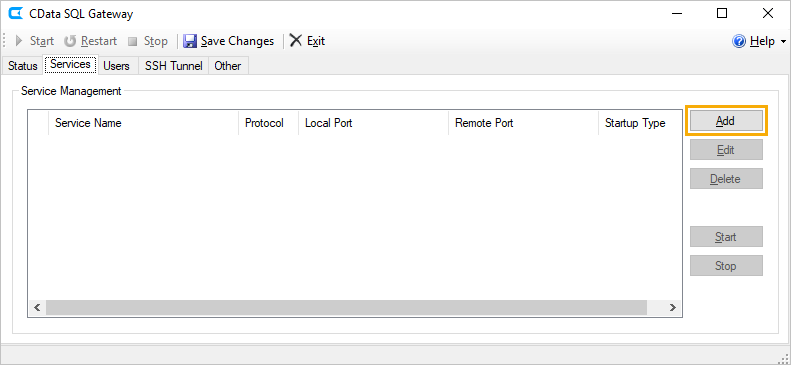 CData SQL Gateway
Start Restart Stop Save Changes Exit Help
Status Services Users SSH Tunnel Other
Service Management
Service Name Protocol Local Port Remote Port Startup Type
Add
Edit
Delete
Start
Stop